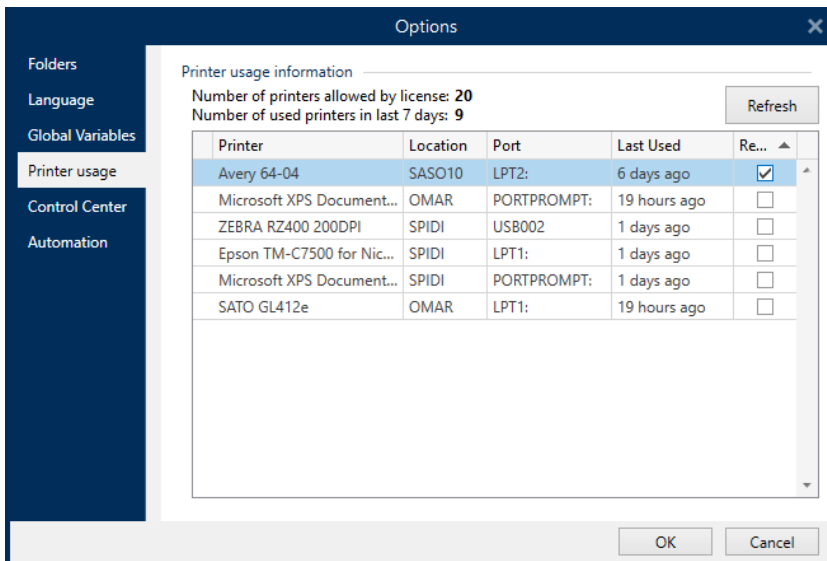 Options
Folders
Language
Global Variables
Printer usage
Control Center
Automation
Printer usage information
Number of printers allowed by license: 20
Number of used printers in last 7 days: 9
Refresh
Printer Location Port Last Used Re...
Avery 64-04 SASO10 LPT2: 6 days ago
Microsoft XPS Document... OMAR PORTPROMPT: 19 hours ago
ZEBRA RZ400 200DPI SPIDI USB002 1 days ago
Epson TM-C7500 for Nic... SPIDI LPT1: 1 days ago
Microsoft XPS Document... SPIDI PORTPROMPT: 1 days ago
SATO GL412e OMAR LPT1: 19 hours ago
OK Cancel